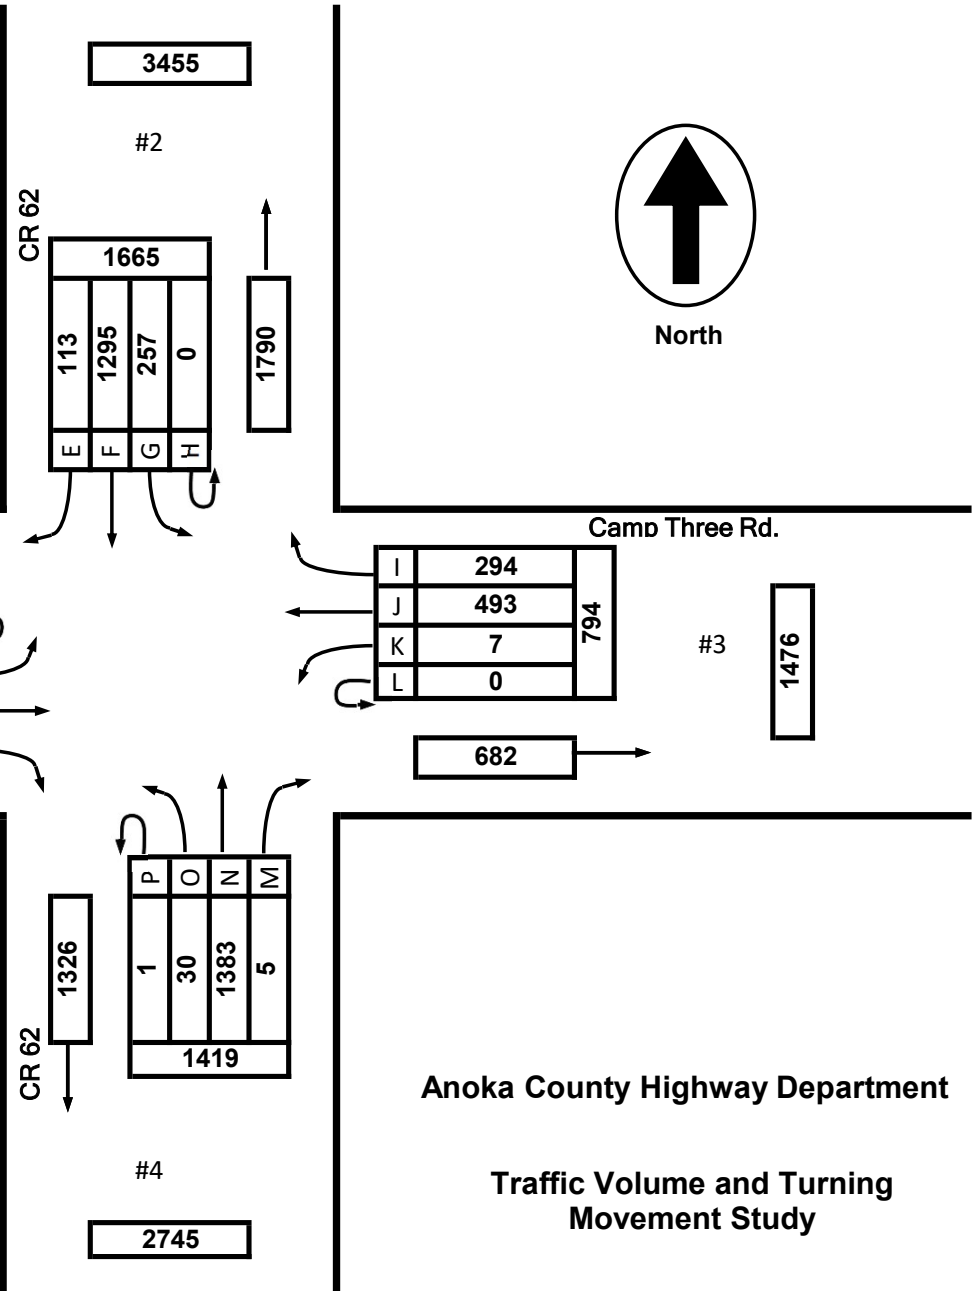 3455
#2
CR 62
1665
113
1295
257
0
1790
E
F
G
H
North
Camp Three Rd.
I
294
J
493
K
7
L
0
794
#3
1476
682
P
O
N
M
1
30
1383
5
1419
1326
CR 62
#4
2745
Anoka County Highway Department
Traffic Volume and Turning
Movement Study